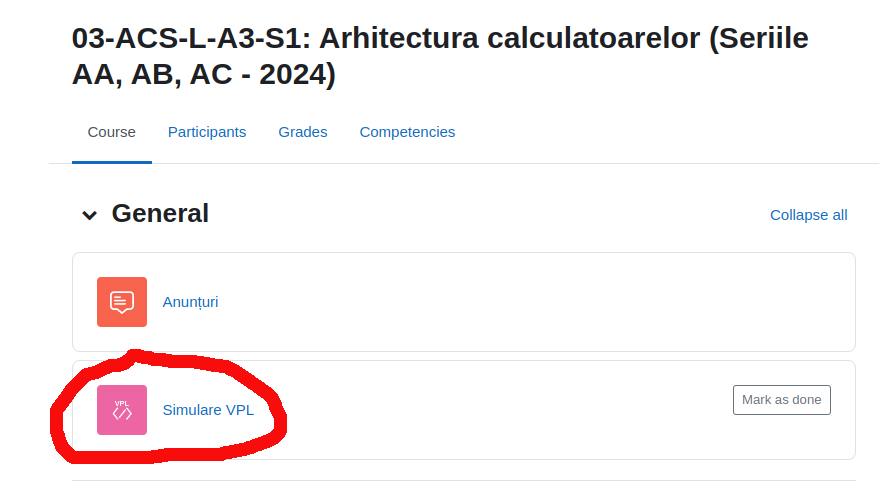 03-ACS-L-A3-S1: Arhitectura calculatoarelor (Seriile
AA, AB, AC - 2024)
Course Participants Grades Competencies
General Collapse all
Anunțuri
VPL
Simulare VPL Mark as done